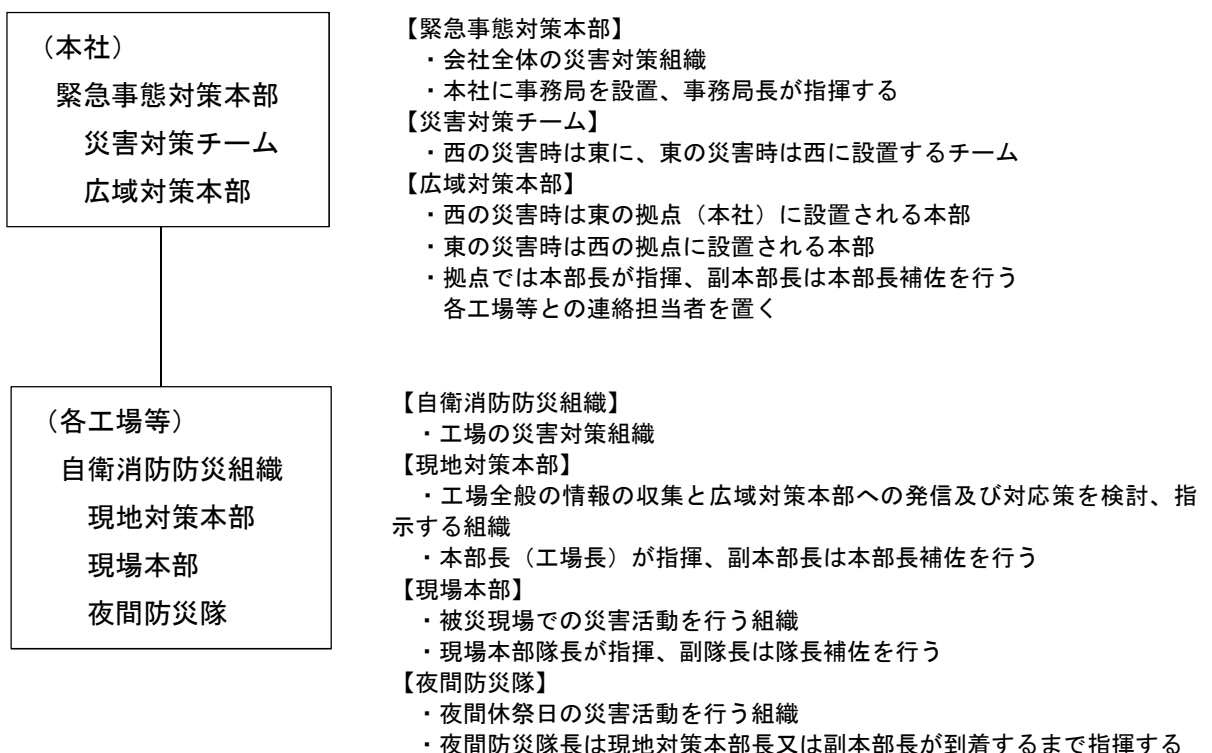 （本社）
緊急事態対策本部
災害対策チーム
広域対策本部
【緊急事態対策本部】
・会社全体の災害対策組織
・本社に事務局を設置、事務局長が指揮する
【災害対策チーム】
・西の災害時は東に、東の災害時は西に設置するチーム
【広域対策本部】
・西の災害時は東の拠点（本社）に設置される本部
・東の災害時は西の拠点に設置される本部
・拠点では本部長が指揮、副本部長は本部長補佐を行う
各工場等との連絡担当者を置く
（各工場等）
自衛消防防災組織
現地対策本部
現場本部
夜間防災隊
【自衛消防防災組織】
・工場の災害対策組織
【現地対策本部】
・工場全般の情報の収集と広域対策本部への発信及び対応策を検討、指
示する組織
・本部長（工場長）が指揮、副本部長は本部長補佐を行う
【現場本部】
・被災現場での災害活動を行う組織
・現場本部隊長が指揮、副隊長は隊長補佐を行う
【夜間防災隊】
・夜間休祭日の災害活動を行う組織
・夜間防災隊長は現地対策本部長又は副本部長が到着するまで指揮する